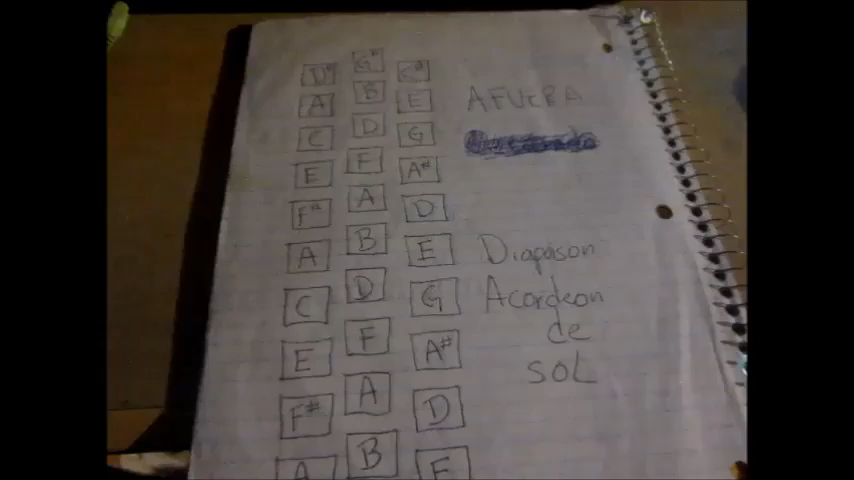 D# G# C#
A B E
C D G
E F A#
F# A D
A B E
C D G
E F A#
F# A D
A B E
AFUERA
Diapason
Acordeon
de
SOL